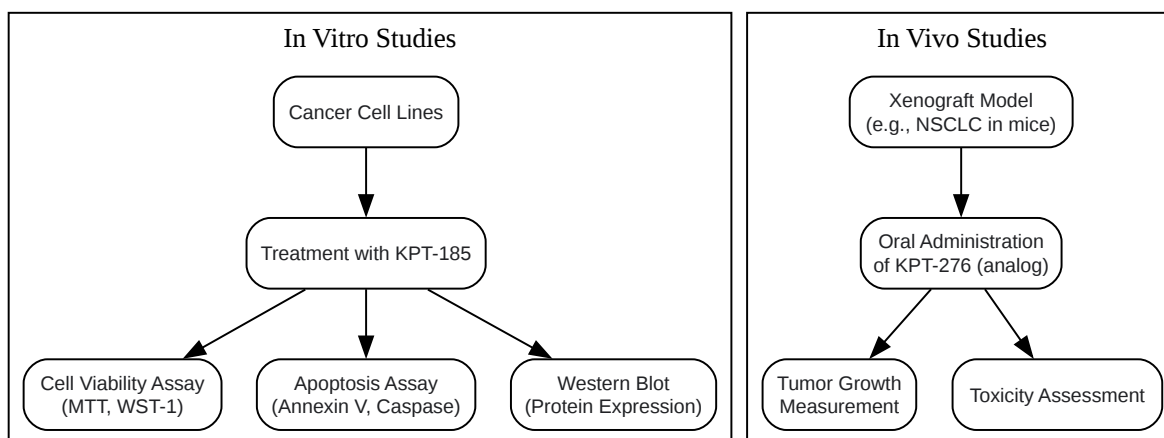 In Vitro Studies
Cancer Cell Lines
Treatment with KPT-185
Cell Viability Assay
(MTT, WST-1)
Apoptosis Assay
(Annexin V, Caspase)
Western Blot
(Protein Expression)
In Vivo Studies
Xenograft Model
(e.g., NSCLC in mice)
Oral Administration
of KPT-276 (analog)
Tumor Growth
Measurement
Toxicity Assessment